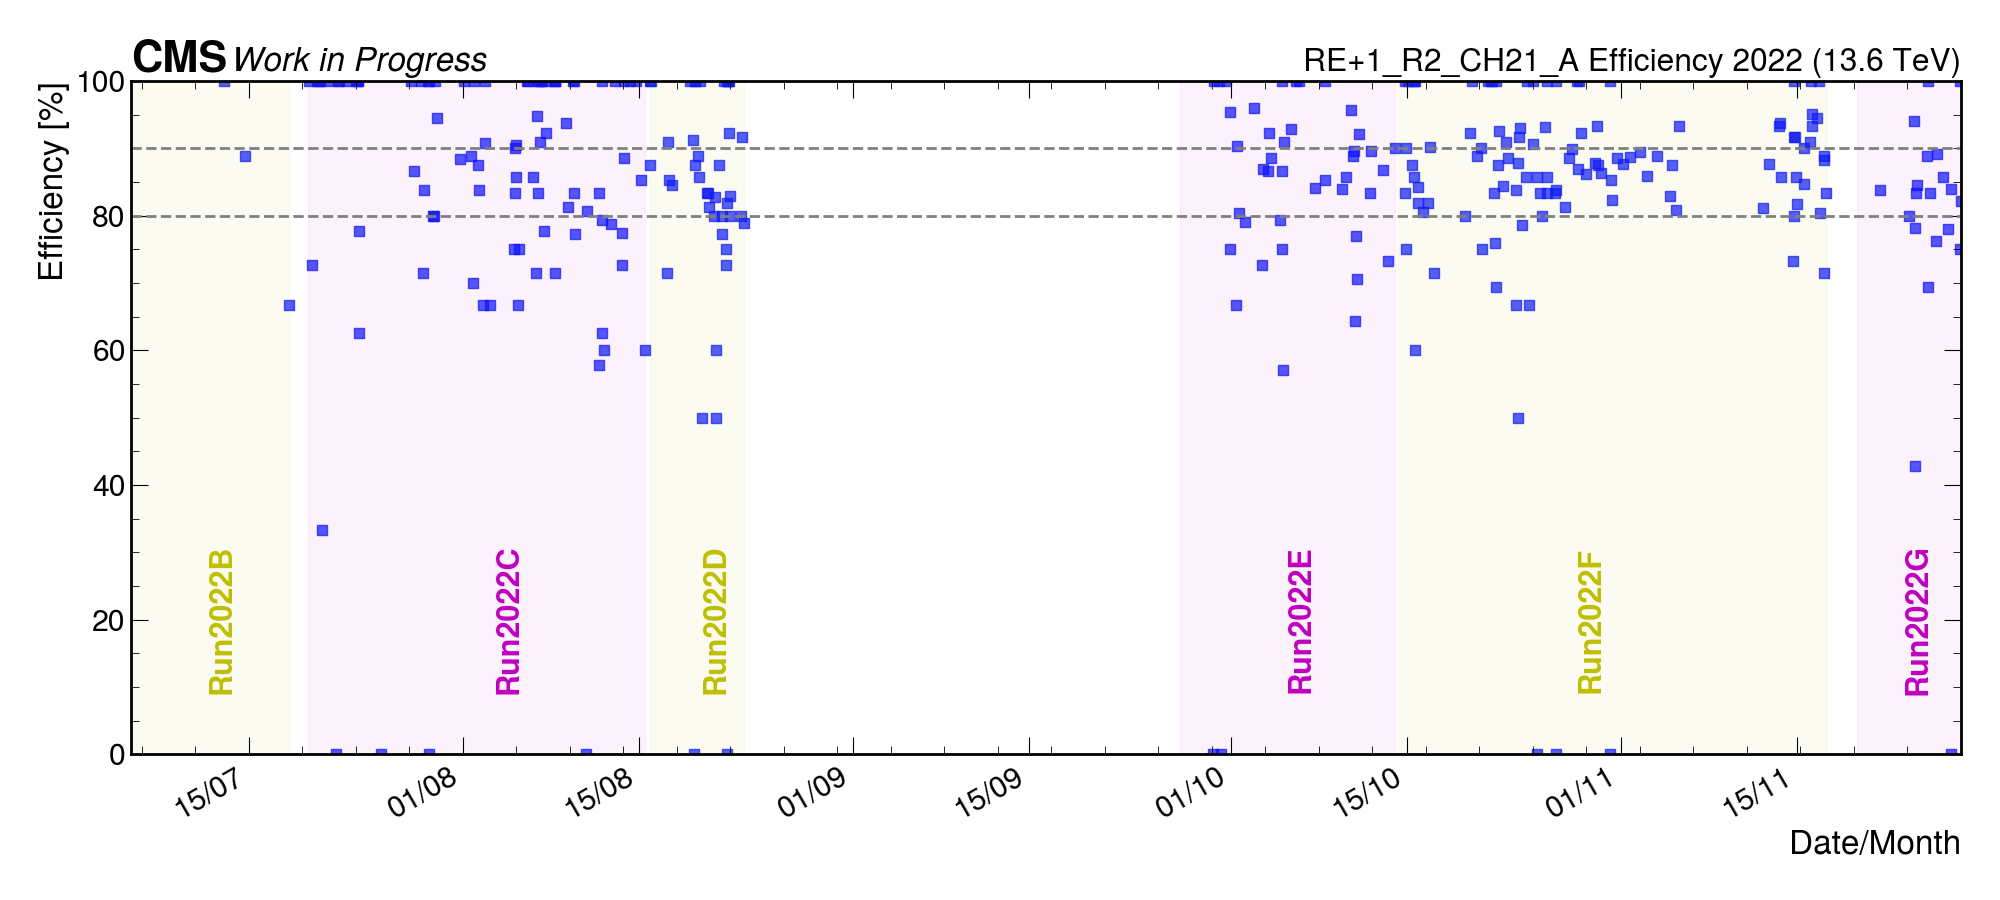 CMS Work in Progress
RE+1_R2_CH21_A Efficiency 2022 (13.6 TeV)
Efficiency [%]
100
80
60
40
20
0
Run2022B
Run2022C
Run2022D
Run2022E
Run2022F
Run2022G
15/07
01/08
15/08
01/09
15/09
01/10
15/10
01/11
15/11
Date/Month